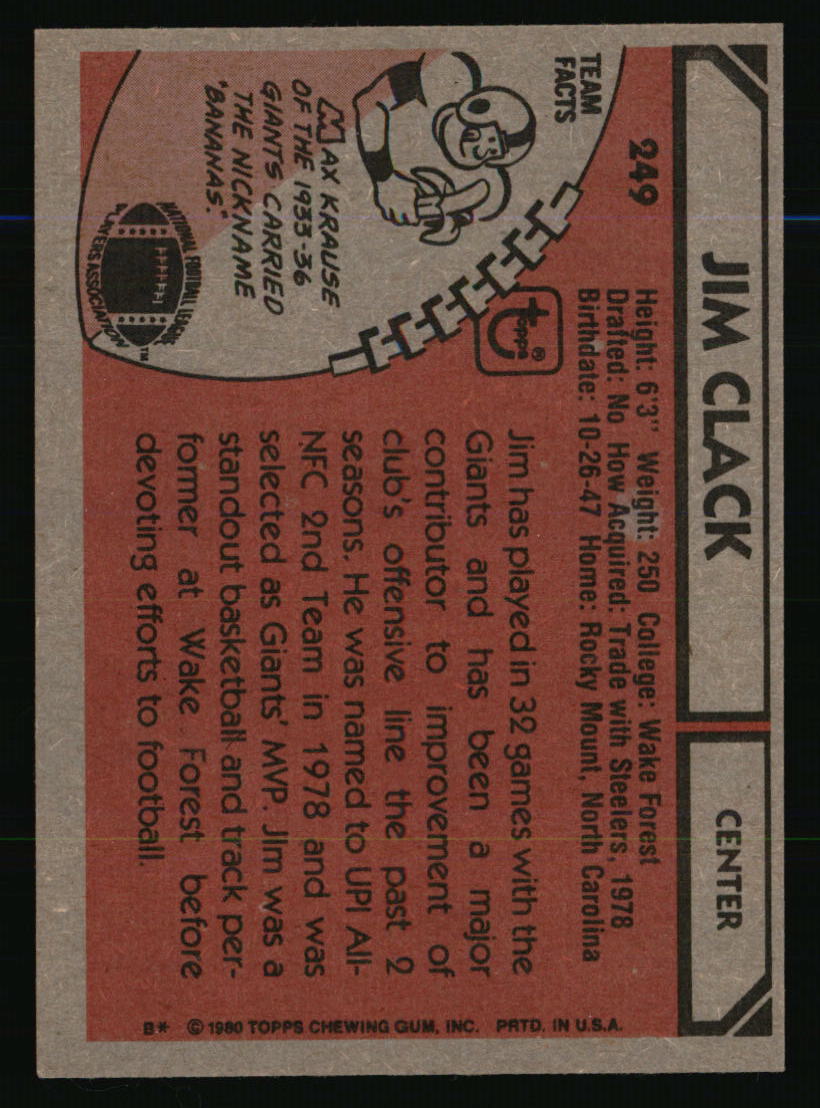 JIM CLACK
CENTER
249
Height: 6'3" Weight: 250 College: Wake Forest
Drafted: No How Acquired: Trade with Steelers, 1978
Birthdate: 10-26-47 Home: Rocky Mount, North Carolina
TEAM
FACTS
MAX KRAUSE
OF THE 1933-36
GIANTS CARRIED
THE NICKNAME
"BANANAS."
NATIONAL FOOTBALL LEAGUE
PLAYERS ASSOCIATION
TM
topps ®
Jim has played in 32 games with the
Giants and has been a major
contributor to improvement of
club's offensive line the past 2
seasons. He was named to UPI All-
NFC 2nd Team in 1978 and was
selected as Giants' MVP. Jim was a
standout basketball and track per-
former at Wake Forest before
devoting efforts to football.
B* © 1980 TOPPS CHEWING GUM, INC. PRTD. IN U.S.A.